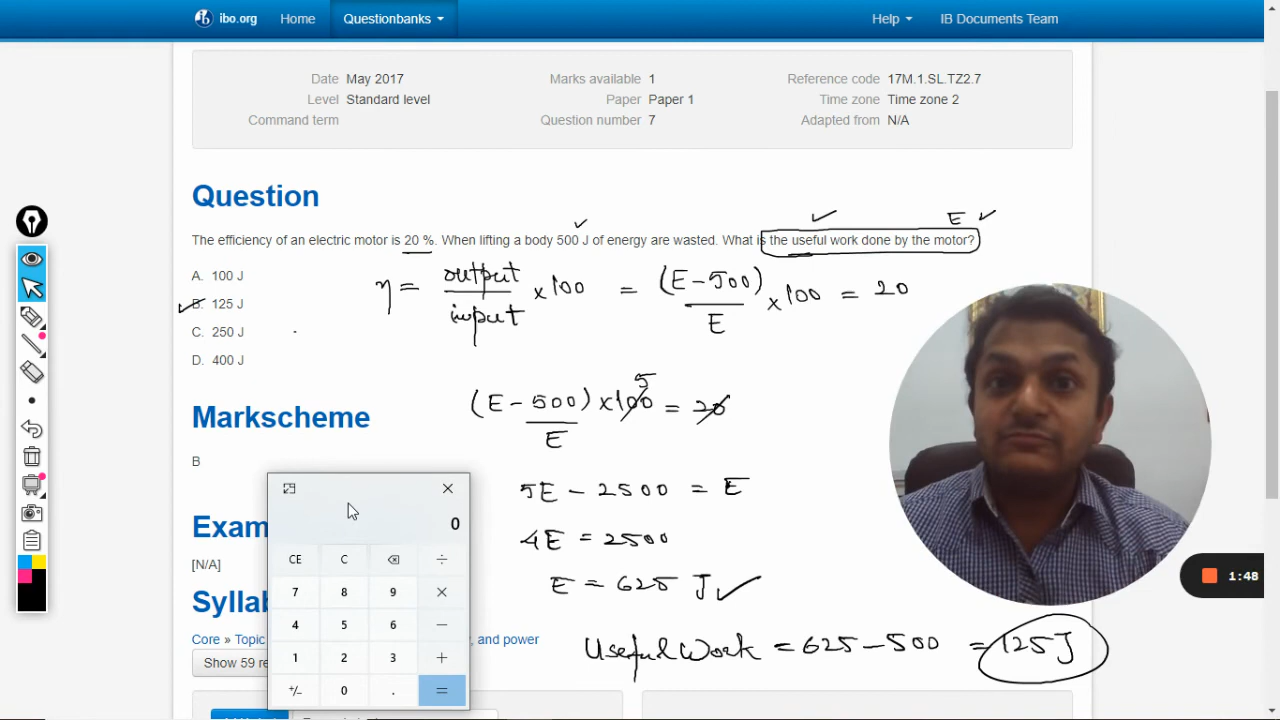 ibo.org Home Questionbanks Help IB Documents Team
Date May 2017 Marks available 1 Reference code 17M.1.SL.TZ2.7
Level Standard level Paper Paper 1 Time zone Time zone 2
Command term Question number 7 Adapted from N/A
Question
E
The efficiency of an electric motor is 20 %. When lifting a body 500 J of energy are wasted. What is the useful work done by the motor?
A. 100 J
B. 125 J
C. 250 J
D. 400 J
η = output / input × 100 = (E - 500) / E × 100 = 20
(E - 500) × 100 / E = 20
5
Markscheme
B
5E - 2500 = E
4E = 2500
E = 625 J
Useful Work = 625 - 500 = 125 J
Exam
[N/A]
Syllab
Core » Topic , and power
Show 59 re
0
CE C ÷
7 8 9 ×
4 5 6 −
1 2 3 +
+/− 0 . =
1:48